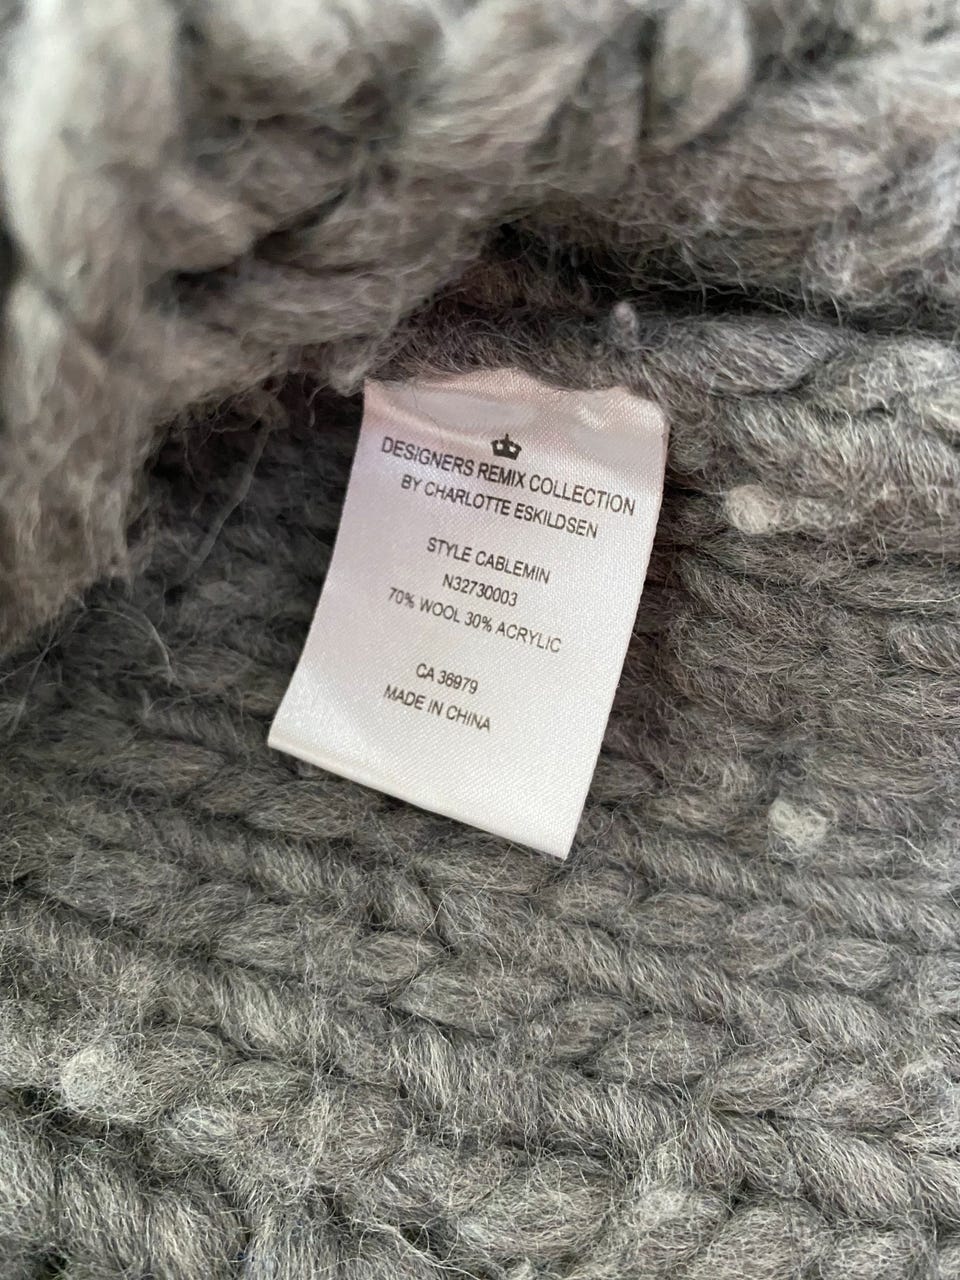 DESIGNERS REMIX COLLECTION
BY CHARLOTTE ESKILDSEN
STYLE CABLEMIN
N32730003
70% WOOL 30% ACRYLIC
CA 36979
MADE IN CHINA